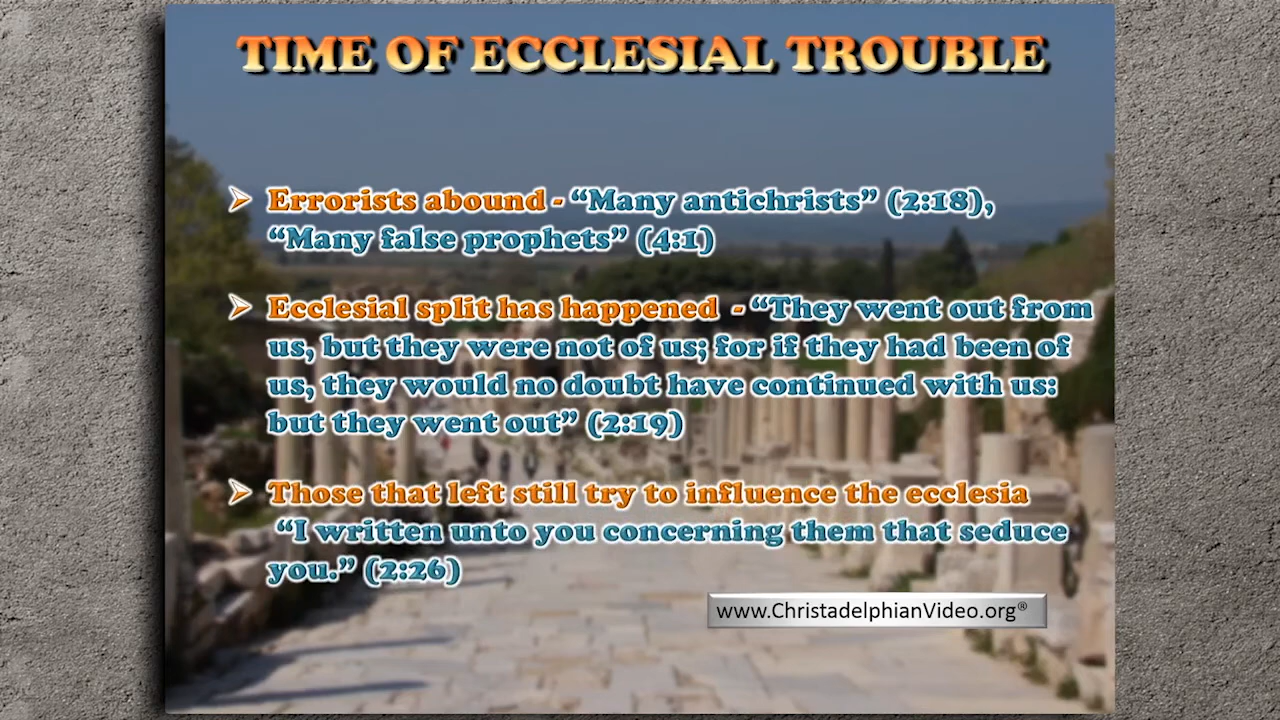 TIME OF ECCLESIAL TROUBLE
➢ Errorists abound - “Many antichrists” (2:18),
“Many false prophets” (4:1)
➢ Ecclesial split has happened - “They went out from
us, but they were not of us; for if they had been of
us, they would no doubt have continued with us:
but they went out” (2:19)
➢ Those that left still try to influence the ecclesia
“I written unto you concerning them that seduce
you.” (2:26)
www.ChristadelphianVideo.org®